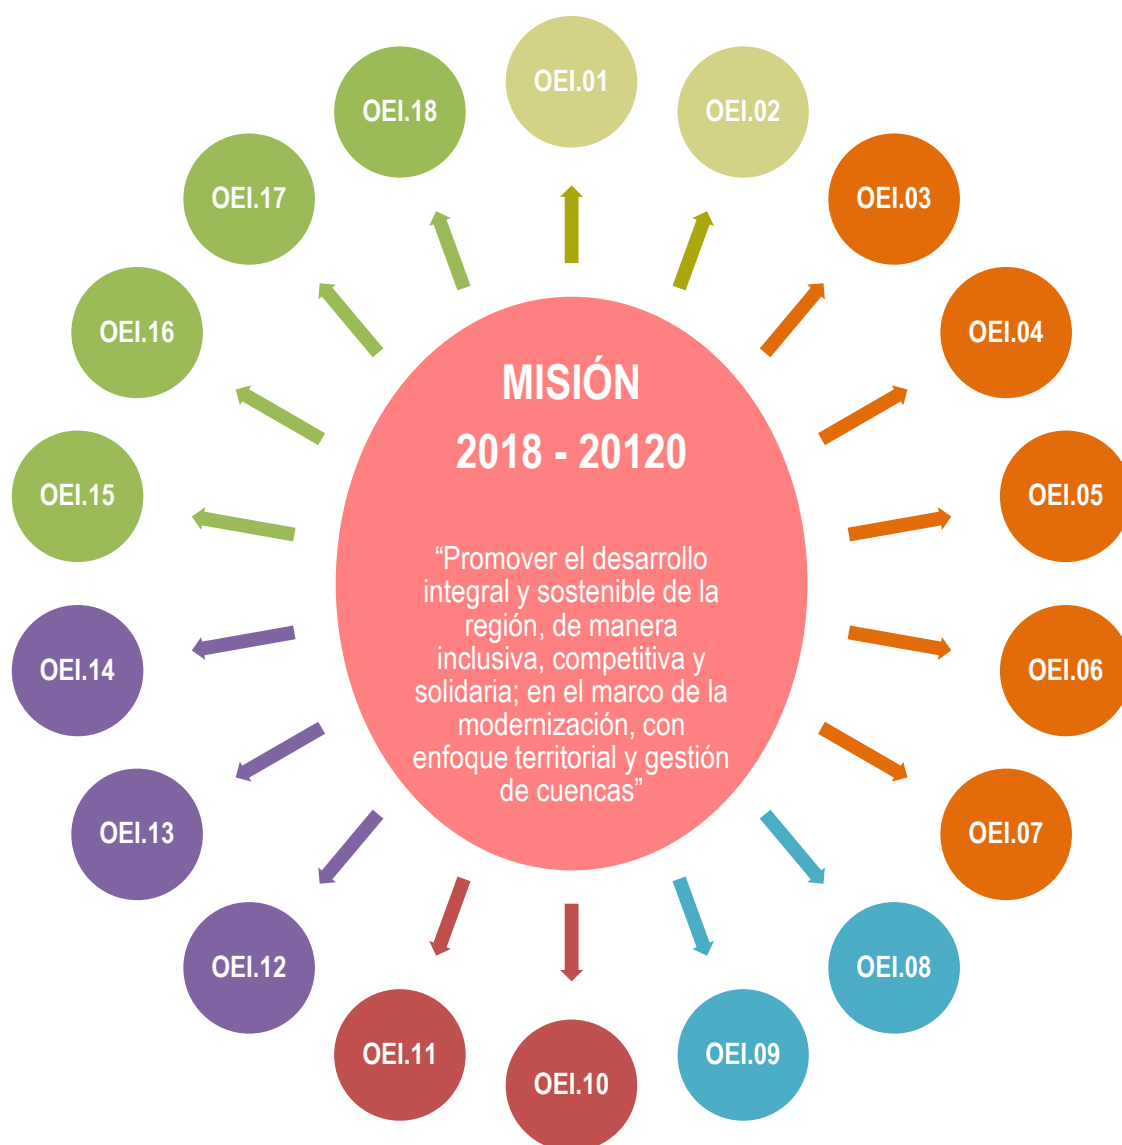 OEI.01
OEI.02
OEI.03
OEI.04
OEI.05
OEI.06
OEI.07
OEI.08
OEI.09
OEI.10
OEI.11
OEI.12
OEI.13
OEI.14
OEI.15
OEI.16
OEI.17
OEI.18
MISIÓN
2018 - 20120
“Promover el desarrollo
integral y sostenible de la
región, de manera
inclusiva, competitiva y
solidaria; en el marco de la
modernización, con
enfoque territorial y gestión
de cuencas”